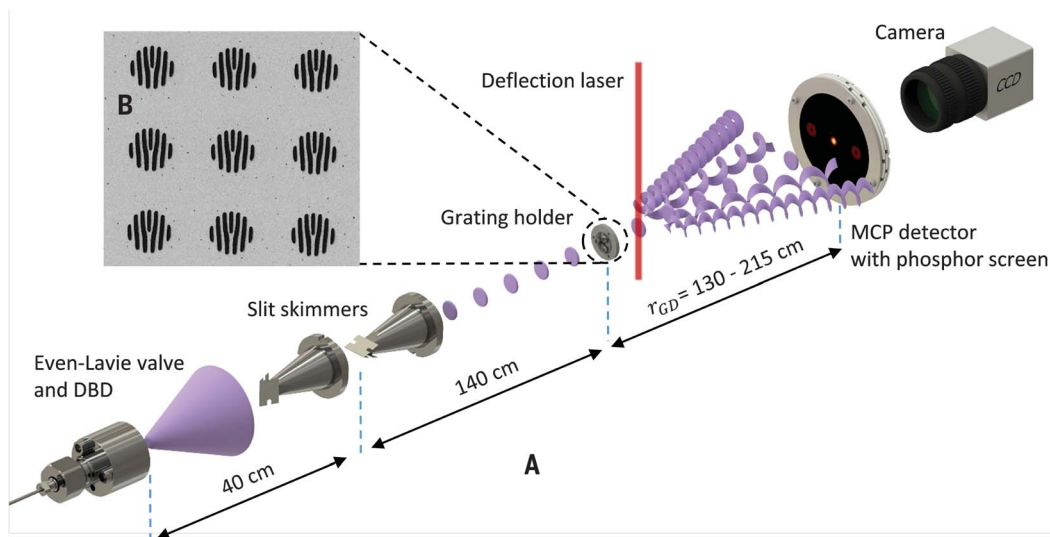 Camera
CCD
Deflection laser
B
Grating holder
MCP detector
with phosphor screen
r_GD = 130 - 215 cm
Slit skimmers
Even-Lavie valve
and DBD
140 cm
40 cm
A